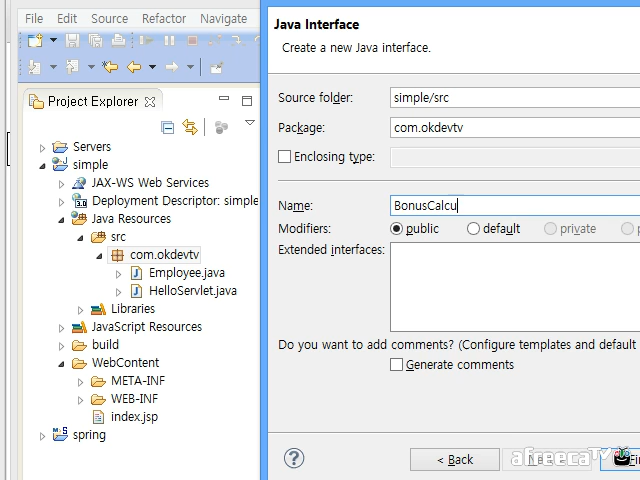 File Edit Source Refactor Navigate
Project Explorer
Servers
simple
JAX-WS Web Services
Deployment Descriptor: simple
Java Resources
src
com.okdevtv
Employee.java
HelloServlet.java
Libraries
JavaScript Resources
build
WebContent
META-INF
WEB-INF
index.jsp
spring
Java Interface
Create a new Java interface.
Source folder: simple/src
Package: com.okdevtv
Enclosing type:
Name: BonusCalcu
Modifiers: public default private
Extended interfaces:
Do you want to add comments? (Configure templates and default
Generate comments
< Back
afreecaTV